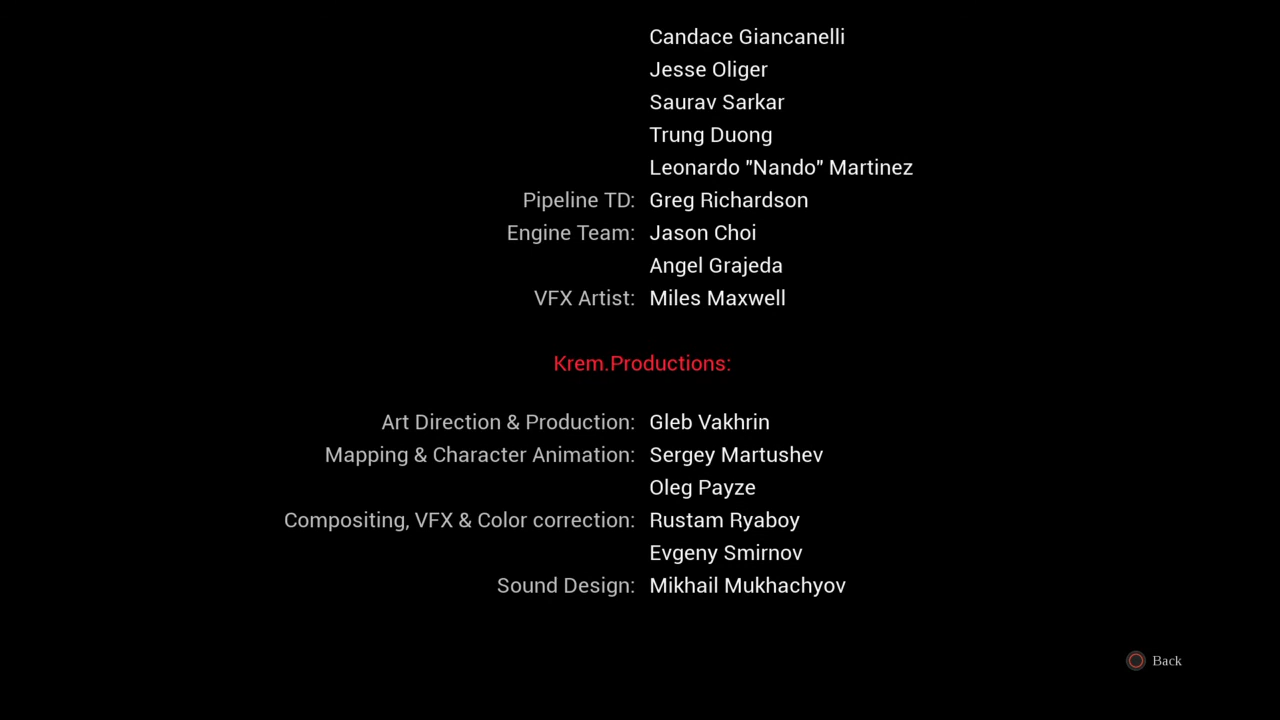 Candace Giancanelli
Jesse Oliger
Saurav Sarkar
Trung Duong
Leonardo "Nando" Martinez
Pipeline TD: Greg Richardson
Engine Team: Jason Choi
Angel Grajeda
VFX Artist: Miles Maxwell
Krem.Productions:
Art Direction & Production: Gleb Vakhrin
Mapping & Character Animation: Sergey Martushev
Oleg Payze
Compositing, VFX & Color correction: Rustam Ryaboy
Evgeny Smirnov
Sound Design: Mikhail Mukhachyov
Back